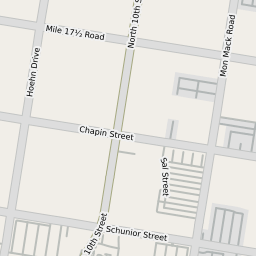 North 10th S
Mile 17½ Road
Mon Mack Road
Hoehn Drive
Chapin Street
Sal Street
10th Street
Schunior Street